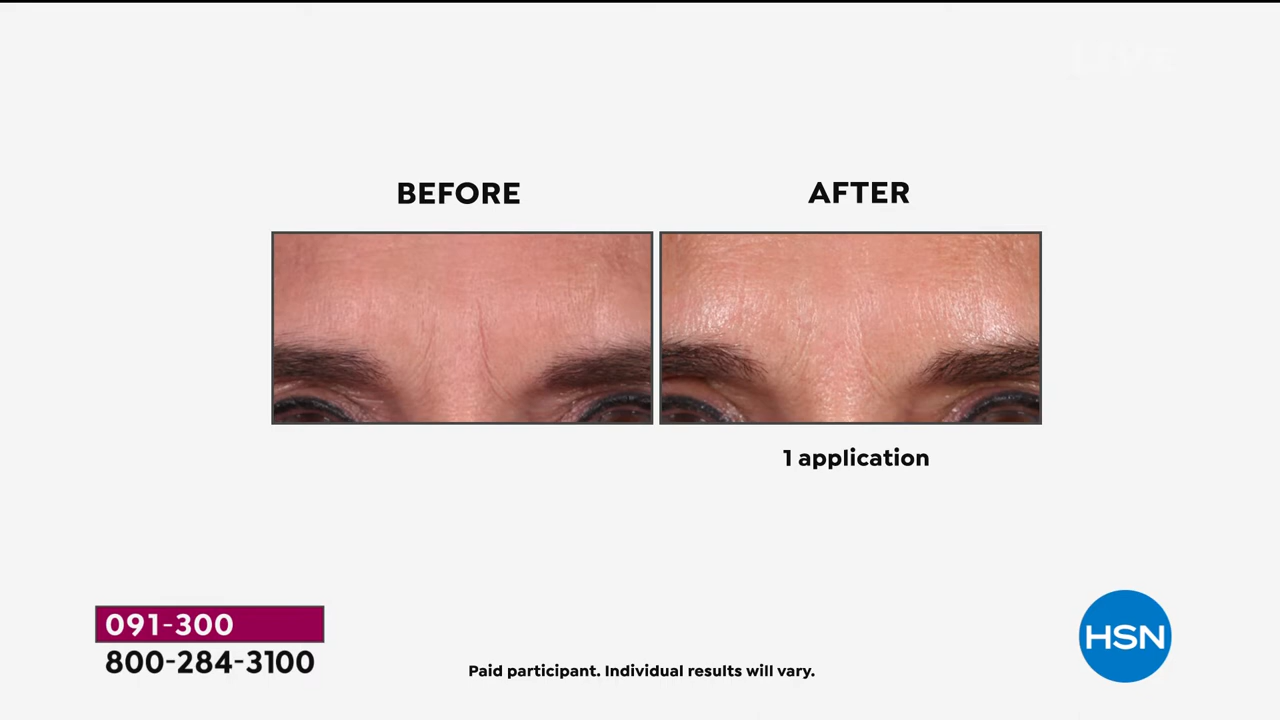 BEFORE
AFTER
1 application
091-300
800-284-3100
Paid participant. Individual results will vary.
HSN